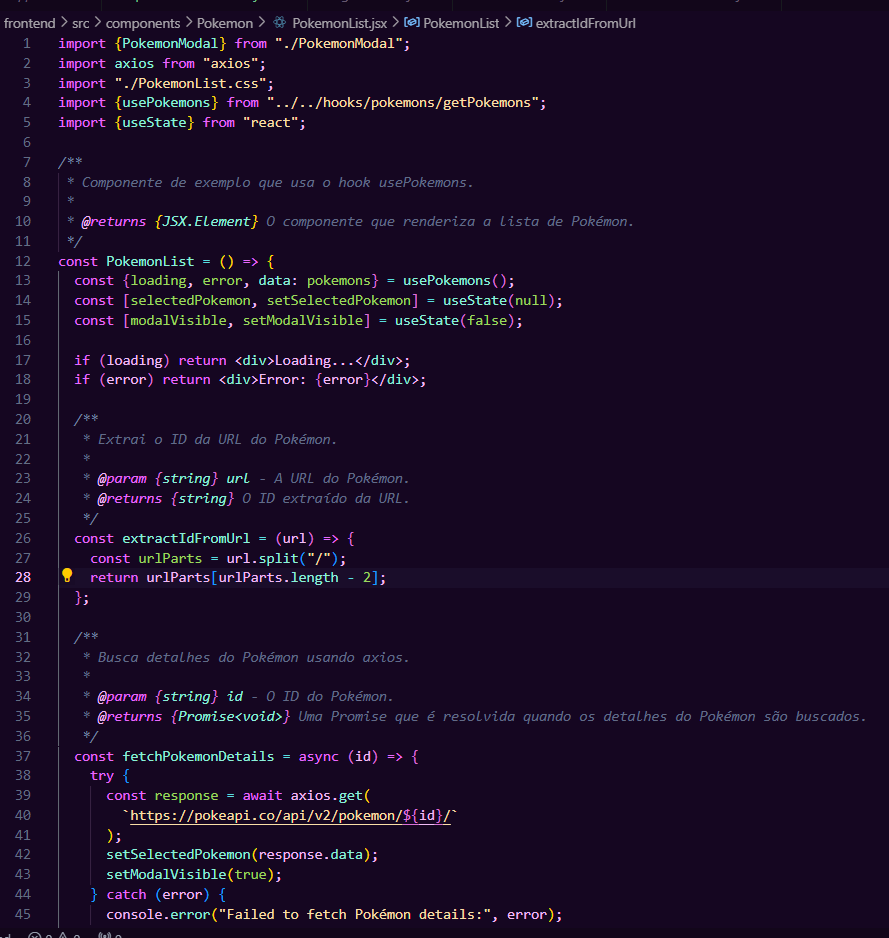 frontend > src > components > Pokemon > PokemonList.jsx > PokemonList > extractIdFromUrl
1 import {PokemonModal} from "./PokemonModal";
2 import axios from "axios";
3 import "./PokemonList.css";
4 import {usePokemons} from "../../hooks/pokemons/getPokemons";
5 import {useState} from "react";
6
7 /**
8  * Componente de exemplo que usa o hook usePokemons.
9  *
10  * @returns {JSX.Element} O componente que renderiza a lista de Pokémon.
11  */
12 const PokemonList = () => {
13   const {loading, error, data: pokemons} = usePokemons();
14   const [selectedPokemon, setSelectedPokemon] = useState(null);
15   const [modalVisible, setModalVisible] = useState(false);
16
17   if (loading) return <div>Loading...</div>;
18   if (error) return <div>Error: {error}</div>;
19
20   /**
21    * Extrai o ID da URL do Pokémon.
22    *
23    * @param {string} url - A URL do Pokémon.
24    * @returns {string} O ID extraído da URL.
25    */
26   const extractIdFromUrl = (url) => {
27     const urlParts = url.split("/");
28     return urlParts[urlParts.length - 2];
29   };
30
31   /**
32    * Busca detalhes do Pokémon usando axios.
33    *
34    * @param {string} id - O ID do Pokémon.
35    * @returns {Promise<void>} Uma Promise que é resolvida quando os detalhes do Pokémon são buscados.
36    */
37   const fetchPokemonDetails = async (id) => {
38     try {
39       const response = await axios.get(
40         `https://pokeapi.co/api/v2/pokemon/${id}/`
41       );
42       setSelectedPokemon(response.data);
43       setModalVisible(true);
44     } catch (error) {
45       console.error("Failed to fetch Pokémon details:", error);